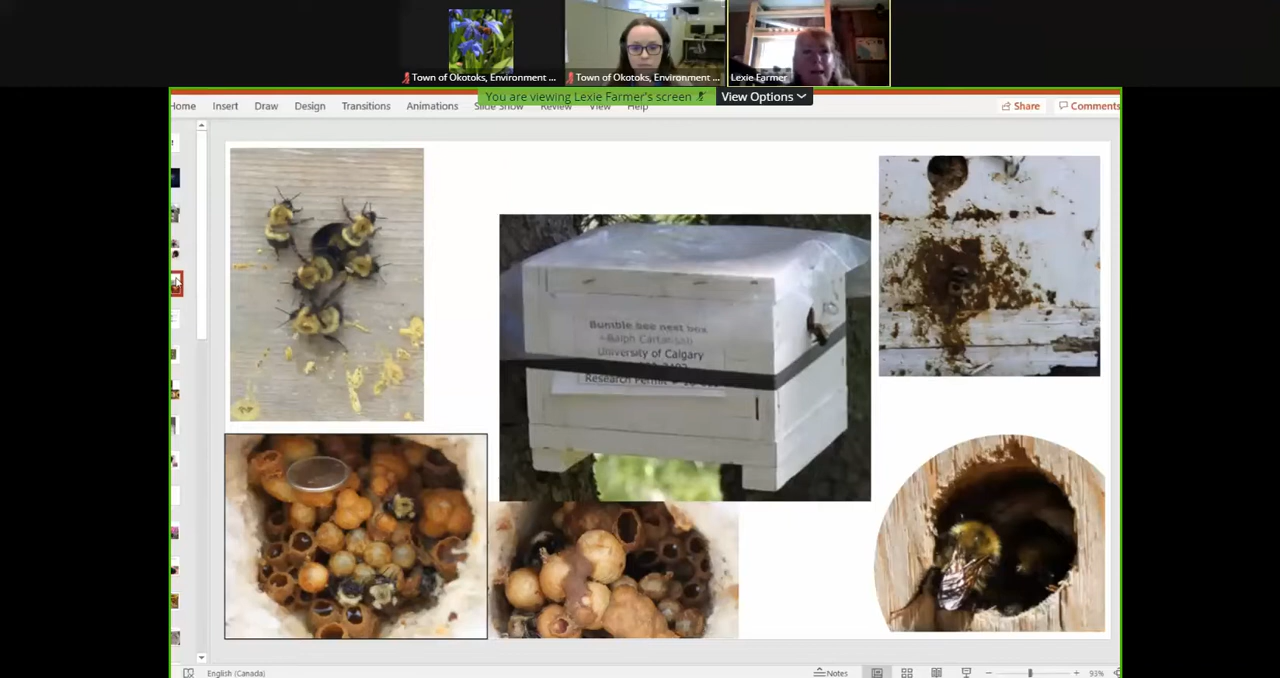 Town of Okotoks, Environment ...
Town of Okotoks, Environment ...
Lexie Farmer
You are viewing Lexie Farmer's screen
View Options
Home Insert Draw Design Transitions Animations Slide Show Review View Help
Share
Comments
Bumble bee nest box
University of Calgary
Research Permit
English (Canada)
Notes
93%